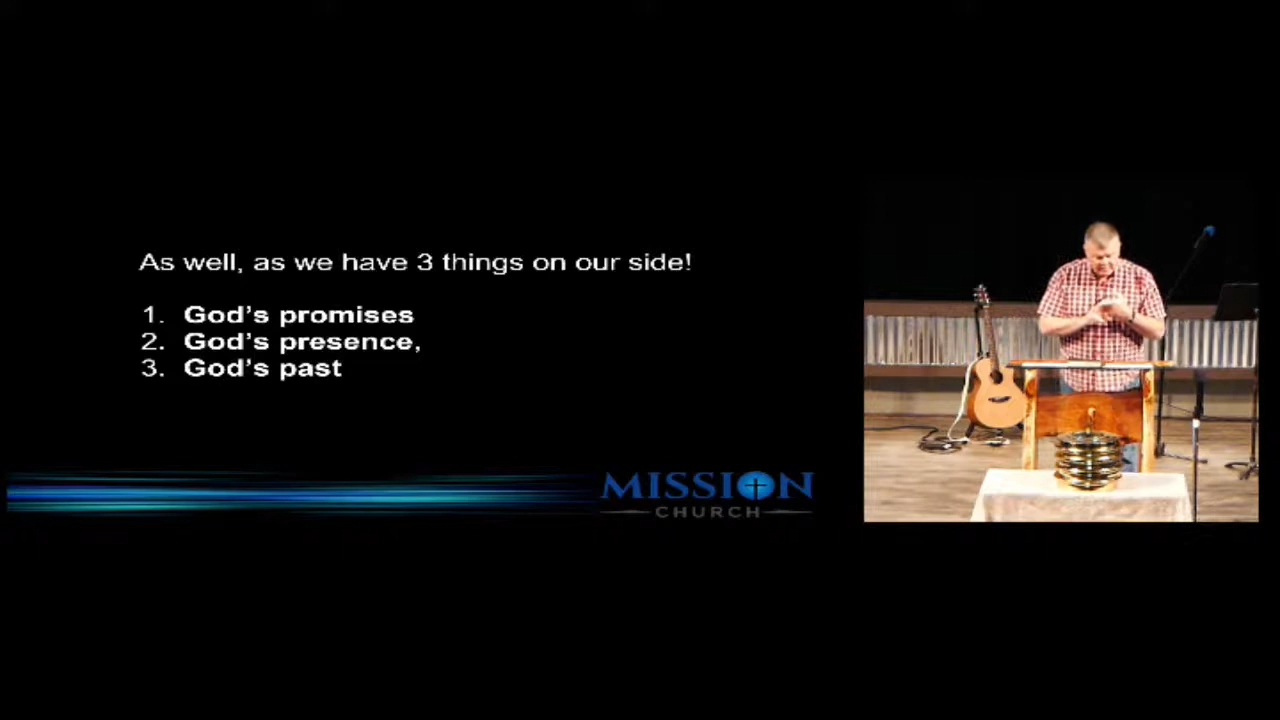 As well, as we have 3 things on our side!
1. God's promises
2. God's presence,
3. God's past
MISSION
CHURCH